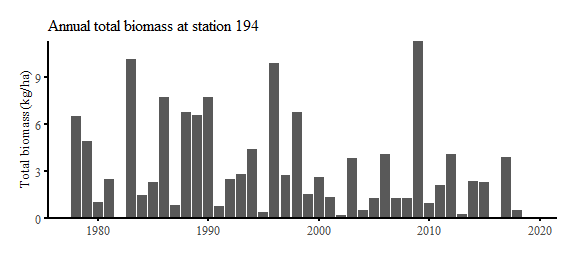 Annual total biomass at station 194
Total biomass (kg/ha)
9
6
3
0
1980 1990 2000 2010 2020